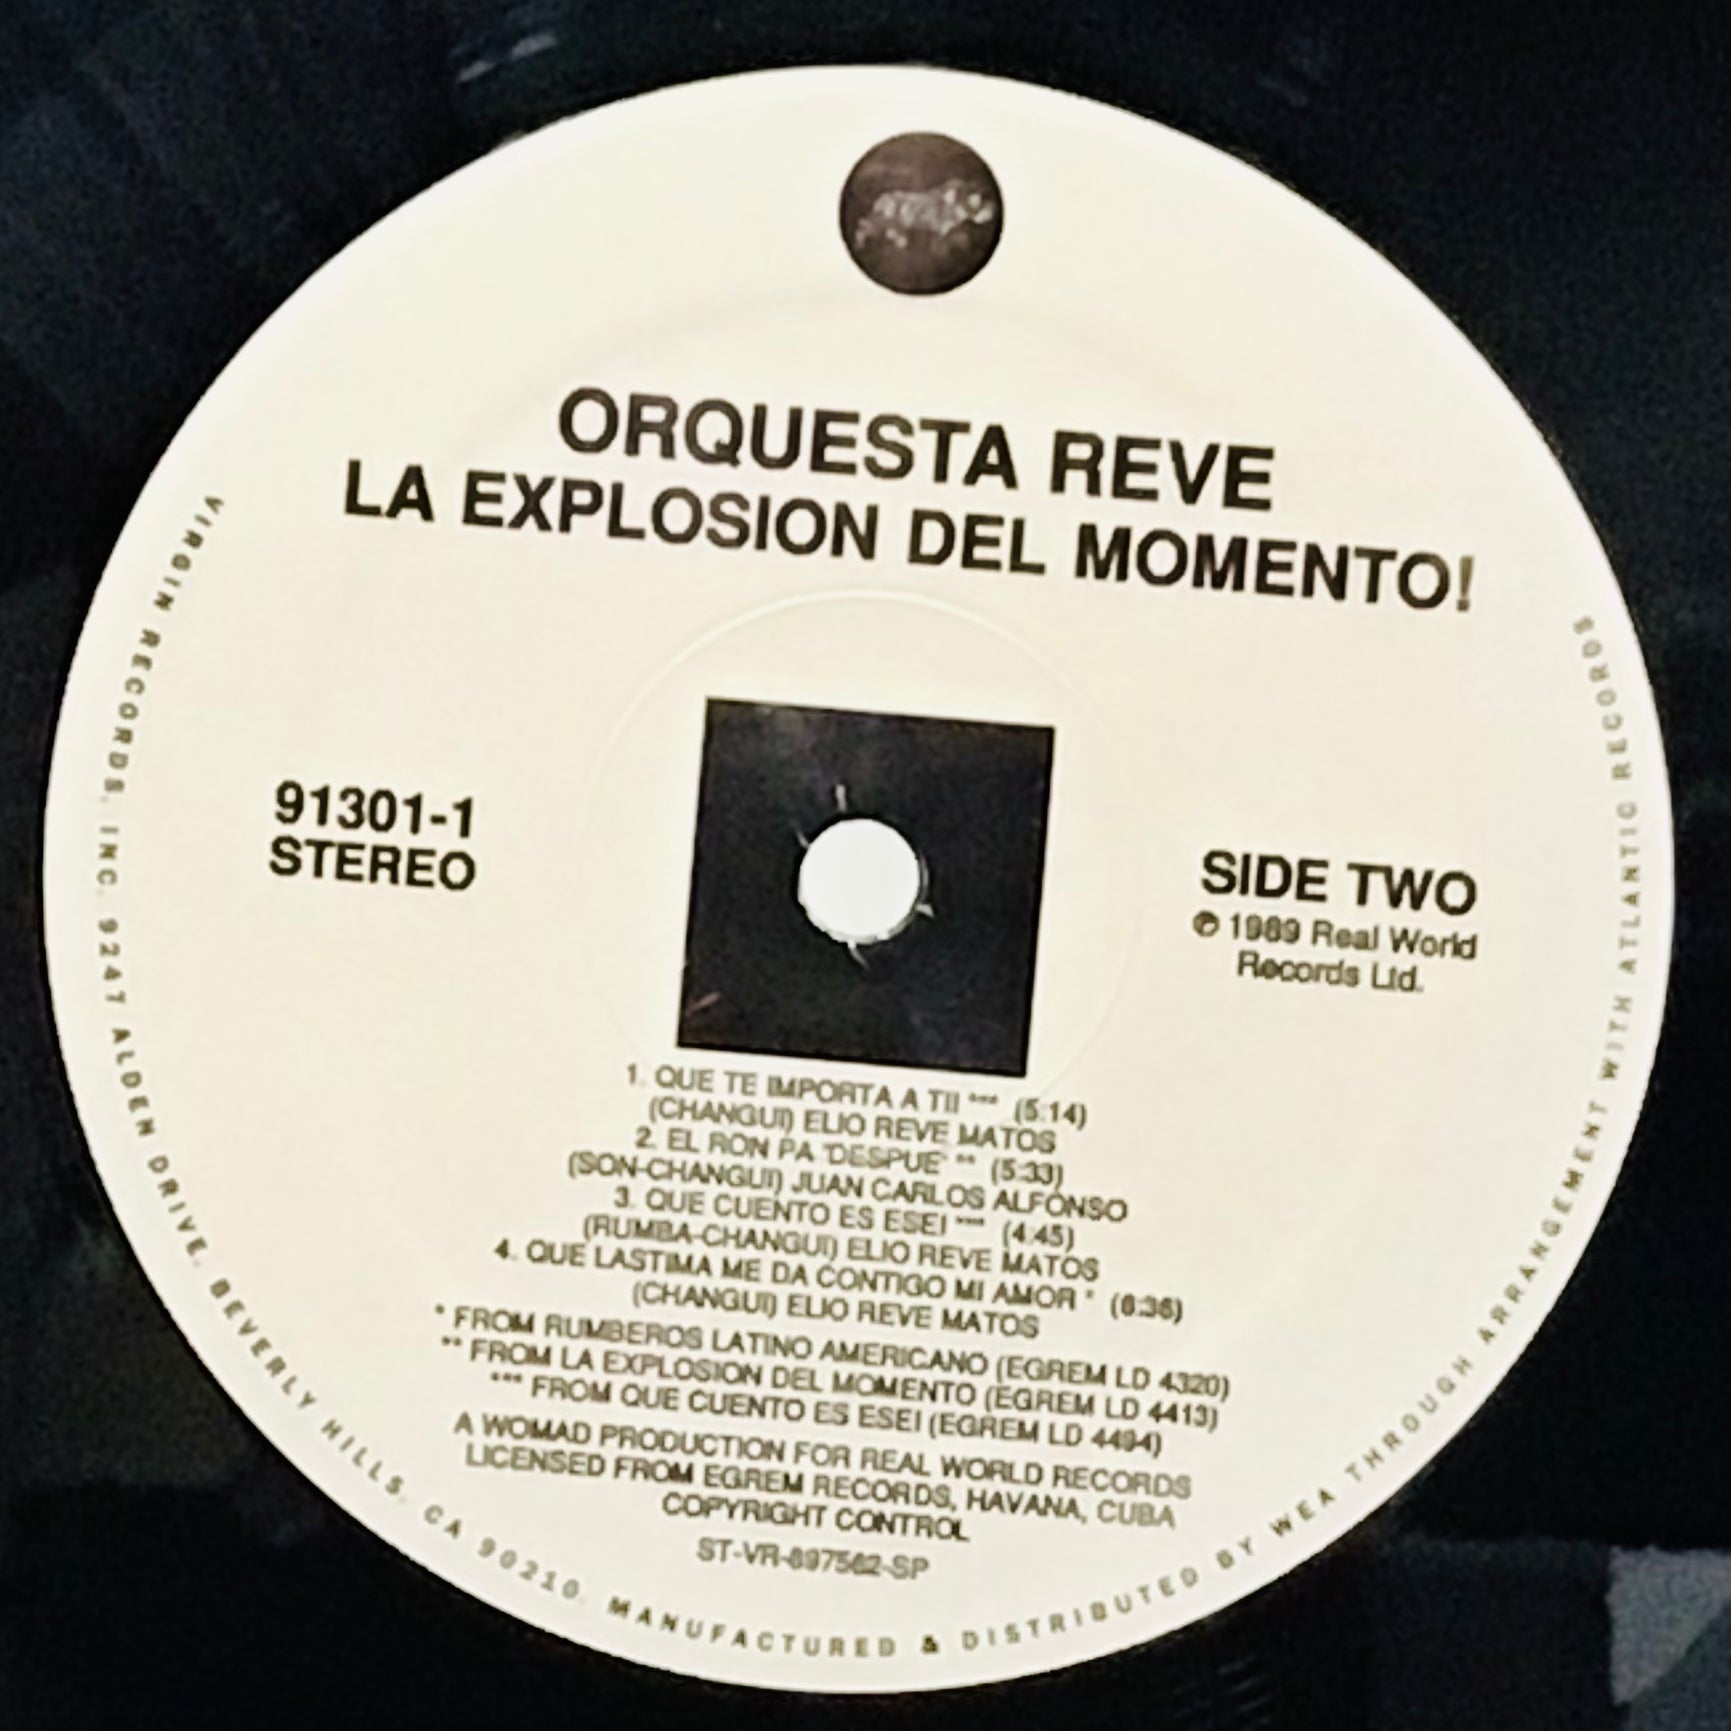 ORQUESTA REVE
LA EXPLOSION DEL MOMENTO!
91301-1
STEREO
SIDE TWO
℗ 1989 Real World
Records Ltd.
1. QUE TE IMPORTA A TI! *** (5:14)
(CHANGUI) ELIO REVE MATOS
2. EL RON PA 'DESPUE' ** (5:33)
(SON-CHANGUI) JUAN CARLOS ALFONSO
3. QUE CUENTO ES ESE! *** (4:45)
(RUMBA-CHANGUI) ELIO REVE MATOS
4. QUE LASTIMA ME DA CONTIGO MI AMOR * (6:36)
(CHANGUI) ELIO REVE MATOS
* FROM RUMBEROS LATINO AMERICANO (EGREM LD 4320)
** FROM LA EXPLOSION DEL MOMENTO (EGREM LD 4413)
*** FROM QUE CUENTO ES ESE! (EGREM LD 4494)
A WOMAD PRODUCTION FOR REAL WORLD RECORDS
LICENSED FROM EGREM RECORDS, HAVANA, CUBA
COPYRIGHT CONTROL
ST-VR-897562-SP
VIRGIN RECORDS, INC. 9247 ALDEN DRIVE, BEVERLY HILLS, CA 90210. MANUFACTURED & DISTRIBUTED BY WEA THROUGH ARRANGEMENT WITH ATLANTIC RECORDS